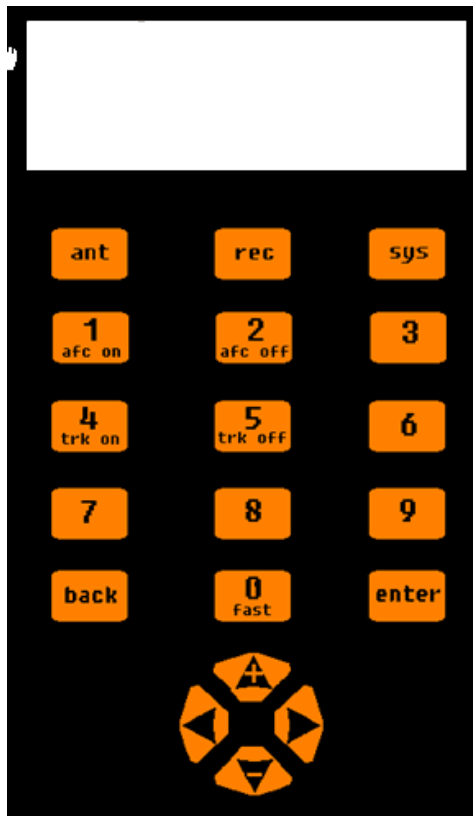 ant rec sys
1 2 3
afc on afc off
4 5 6
trk on trk off
7 8 9
back 0 enter
fast
+
-